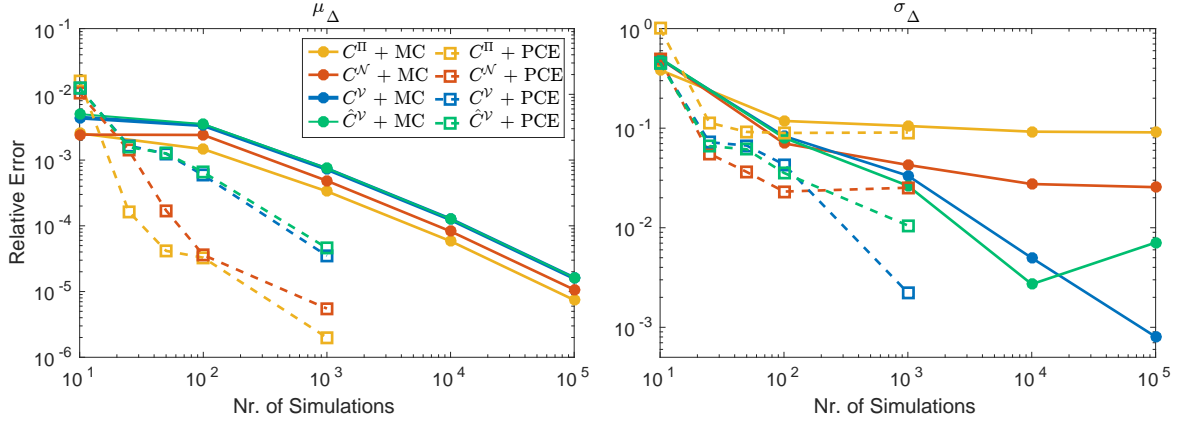 μ_Δ
Relative Error
10^-1
10^-2
10^-3
10^-4
10^-5
10^-6
10^1 10^2 10^3 10^4 10^5
Nr. of Simulations
C^Π + MC
C^𝒩 + MC
C^𝒱 + MC
Ĉ^𝒱 + MC
C^Π + PCE
C^𝒩 + PCE
C^𝒱 + PCE
Ĉ^𝒱 + PCE
σ_Δ
10^0
10^-1
10^-2
10^-3
10^1 10^2 10^3 10^4 10^5
Nr. of Simulations